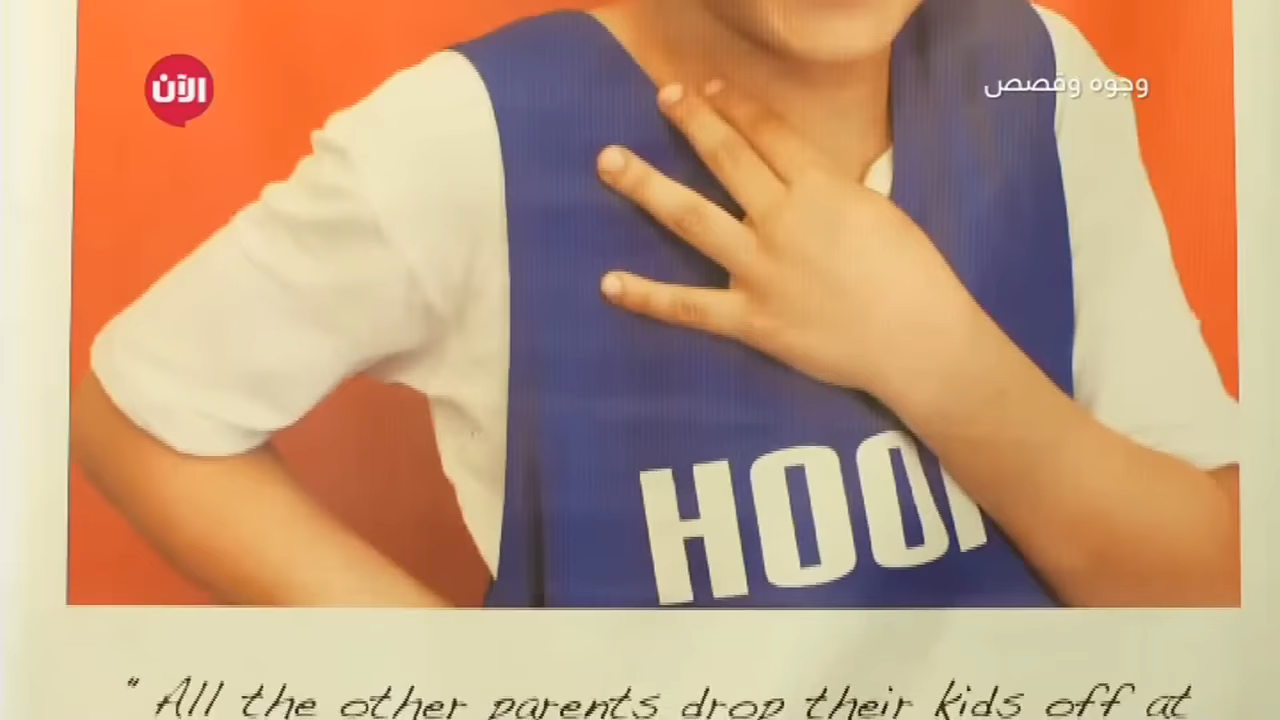 الآن
وجوه وقصص
HOO
" All the other parents drop their kids off at